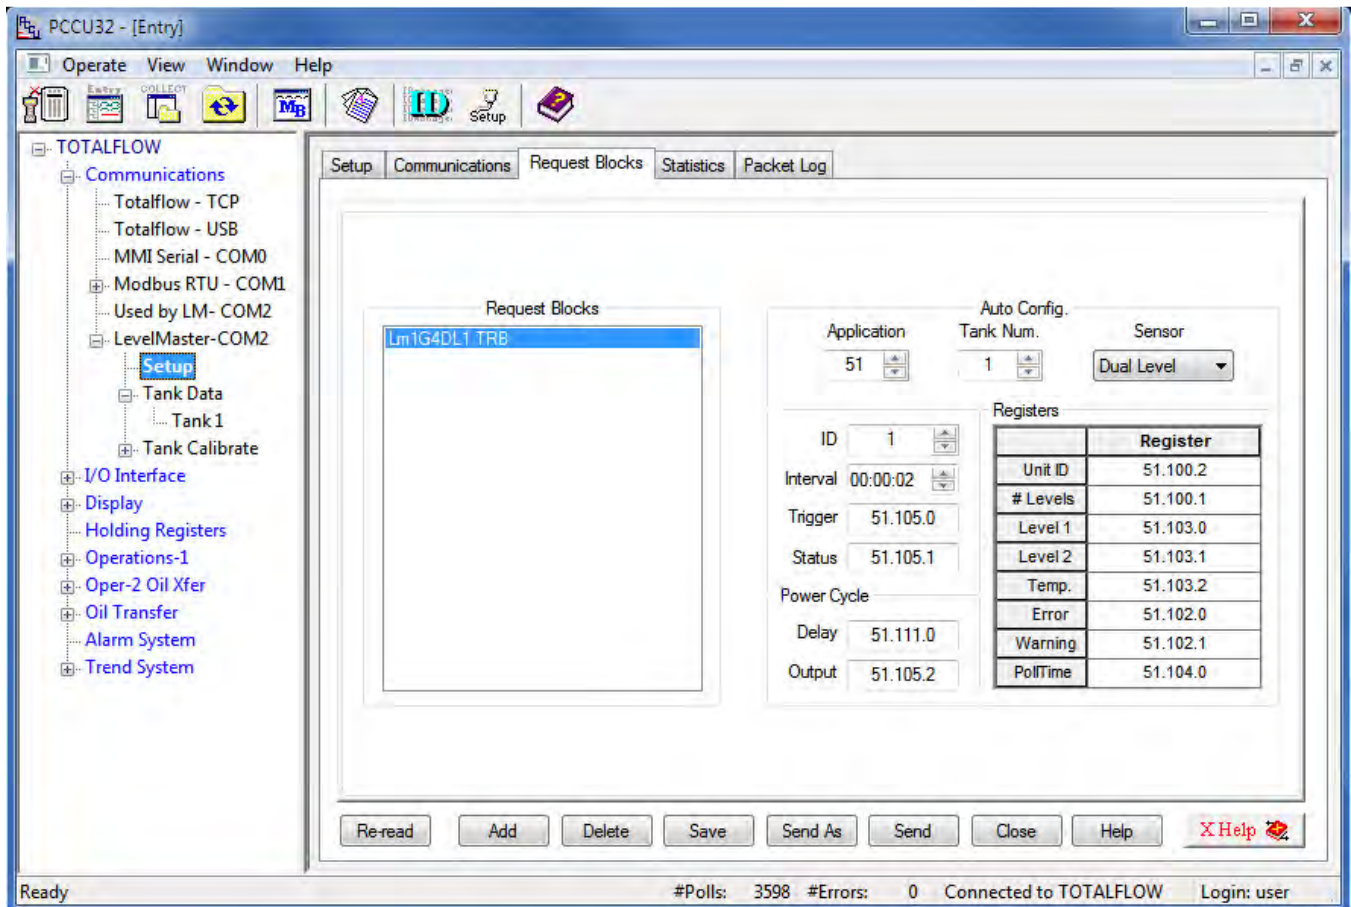 PCCU32 - [Entry]
Operate View Window Help
Entry COLLECT MB ID Setup
TOTALFLOW
Communications
Totalflow - TCP
Totalflow - USB
MMI Serial - COM0
Modbus RTU - COM1
Used by LM- COM2
LevelMaster-COM2
Setup
Tank Data
Tank 1
Tank Calibrate
I/O Interface
Display
Holding Registers
Operations-1
Oper-2 Oil Xfer
Oil Transfer
Alarm System
Trend System
Setup Communications Request Blocks Statistics Packet Log
Request Blocks
Lm1G4DL1 TRB
Auto Config.
Application Tank Num. Sensor
51 1 Dual Level
ID 1
Interval 00:00:02
Trigger 51.105.0
Status 51.105.1
Power Cycle
Delay 51.111.0
Output 51.105.2
Registers
Register
Unit ID 51.100.2
# Levels 51.100.1
Level 1 51.103.0
Level 2 51.103.1
Temp. 51.103.2
Error 51.102.0
Warning 51.102.1
PollTime 51.104.0
Re-read Add Delete Save Send As Send Close Help X Help
Ready #Polls: 3598 #Errors: 0 Connected to TOTALFLOW Login: user